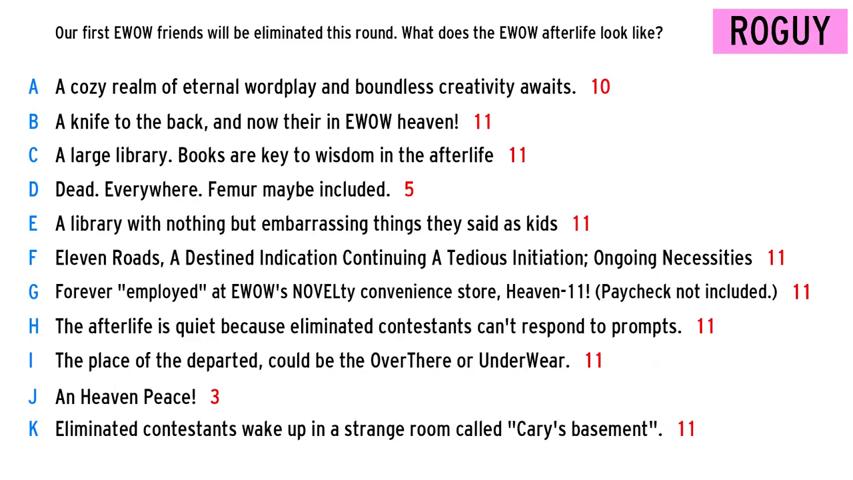 Our first EWOW friends will be eliminated this round. What does the EWOW afterlife look like?
ROGUY
A A cozy realm of eternal wordplay and boundless creativity awaits. 10
B A knife to the back, and now their in EWOW heaven! 11
C A large library. Books are key to wisdom in the afterlife 11
D Dead. Everywhere. Femur maybe included. 5
E A library with nothing but embarrassing things they said as kids 11
F Eleven Roads, A Destined Indication Continuing A Tedious Initiation; Ongoing Necessities 11
G Forever "employed" at EWOW's NOVELty convenience store, Heaven-11! (Paycheck not included.) 11
H The afterlife is quiet because eliminated contestants can't respond to prompts. 11
I The place of the departed, could be the OverThere or UnderWear. 11
J An Heaven Peace! 3
K Eliminated contestants wake up in a strange room called "Cary's basement". 11